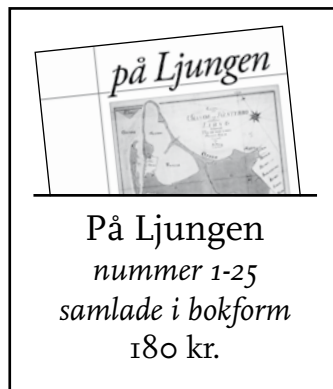 på Ljungen
På Ljungen
nummer 1-25
samlade i bokform
180 kr.